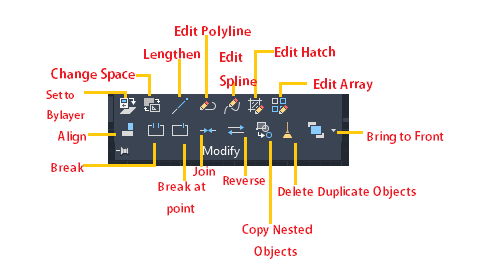 Edit Polyline
Lengthen
Edit
Spline
Edit Hatch
Change Space
Edit Array
Set to
Bylayer
Align
Bring to Front
Modify
Break
Join
Reverse
Break at
point
Delete Duplicate Objects
Copy Nested
Objects